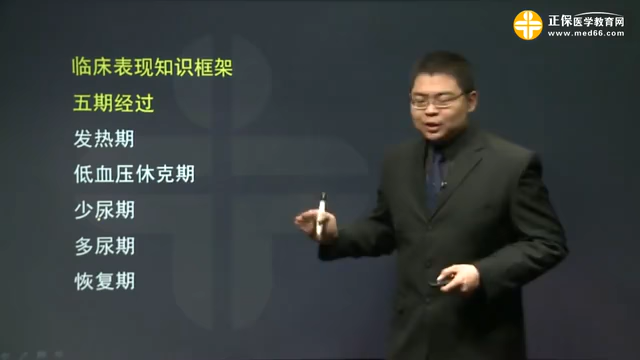 正保医学教育网
www.med66.com
临床表现知识框架
五期经过
发热期
低血压休克期
少尿期
多尿期
恢复期